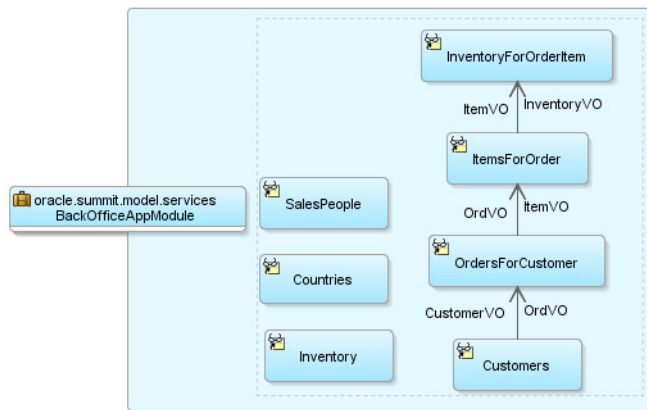 InventoryForOrderItem
ItemVO
InventoryVO
ItemsForOrder
oracle.summit.model.services
BackOfficeAppModule
SalesPeople
OrdVO
ItemVO
OrdersForCustomer
Countries
CustomerVO
OrdVO
Inventory
Customers